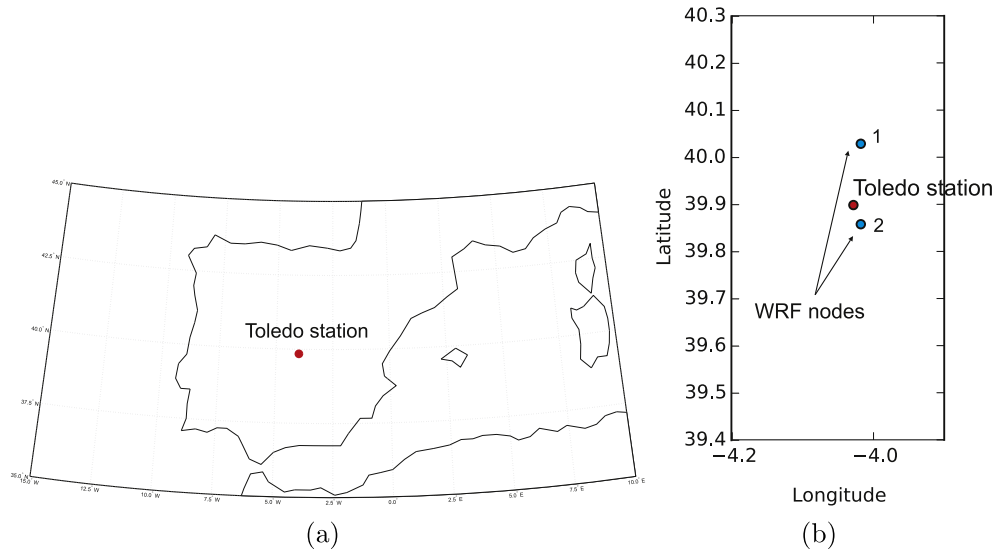 45.0° N
42.5° N
40.0° N
37.5° N
35.0° N
15.0° W
12.5° W
10.0° W
7.5° W
5.0° W
2.5° W
0.0°
2.5° E
5.0° E
7.5° E
10.0° E
Toledo station
(a)
40.3
40.2
40.1
40.0
39.9
39.8
39.7
39.6
39.5
39.4
Latitude
1
Toledo station
2
WRF nodes
−4.2
−4.0
Longitude
(b)